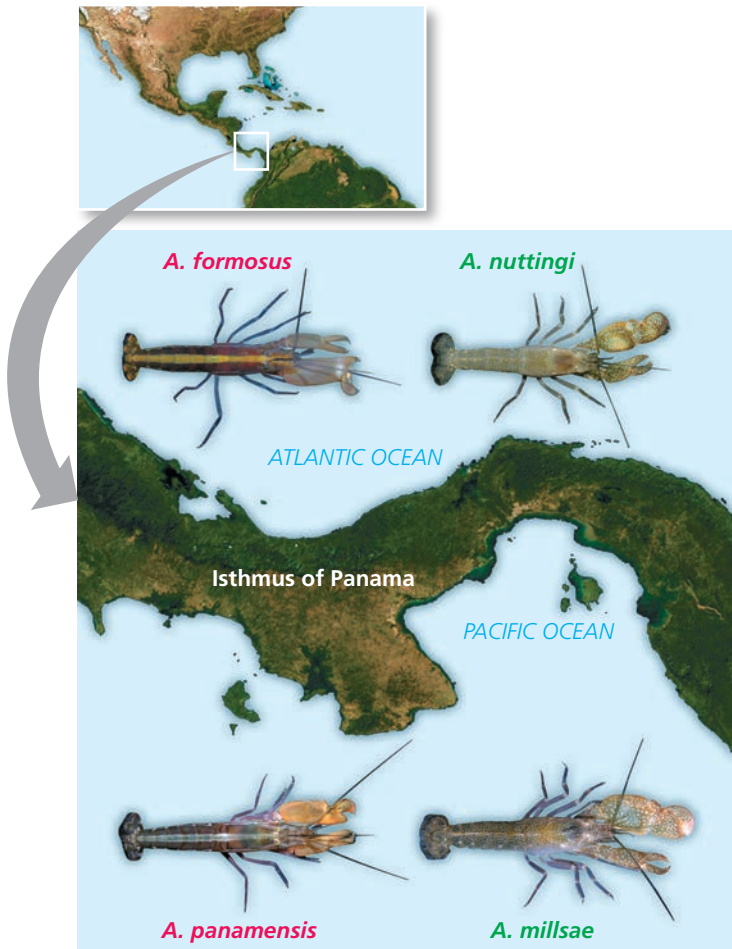 A. formosus
A. nuttingi
ATLANTIC OCEAN
Isthmus of Panama
PACIFIC OCEAN
A. panamensis
A. millsae